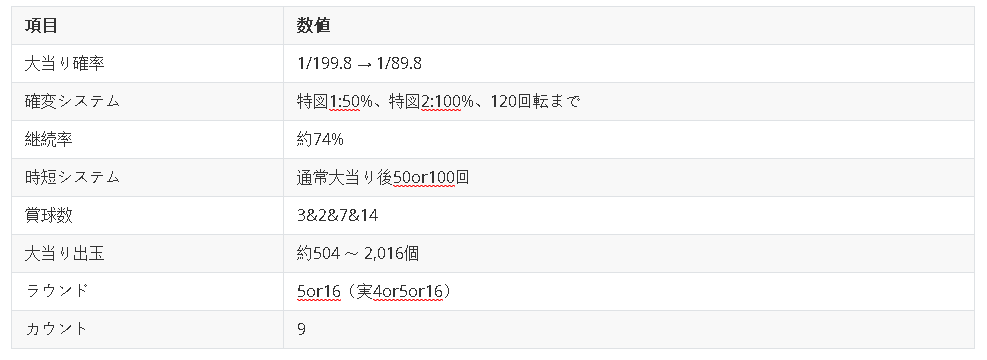 項目 数値
大当り確率 1/199.8 → 1/89.8
確変システム 特図1:50%、特図2:100%、120回転まで
継続率 約74%
時短システム 通常大当り後50or100回
賞球数 3&2&7&14
大当り出玉 約504 ～ 2,016個
ラウンド 5or16（実4or5or16）
カウント 9